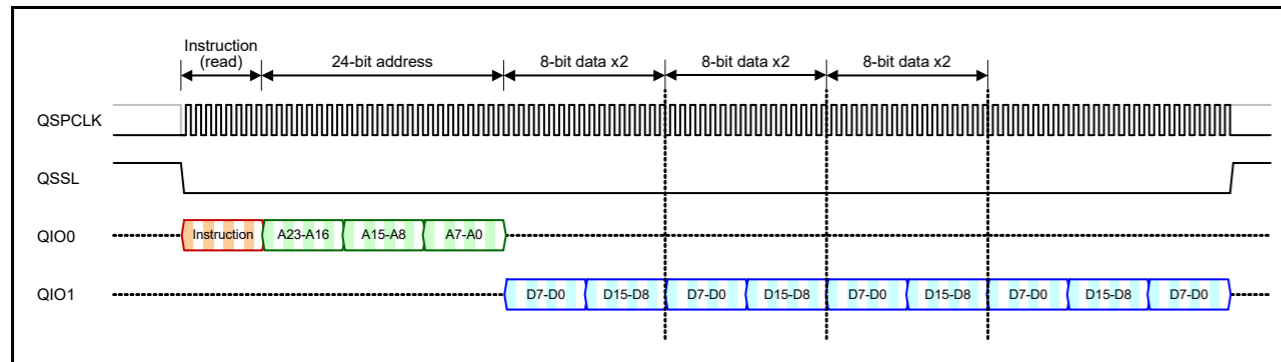 Instruction
(read)
24-bit address
8-bit data x2
8-bit data x2
8-bit data x2
QSPCLK
QSSL
QIO0
Instruction
A23-A16
A15-A8
A7-A0
QIO1
D7-D0
D15-D8
D7-D0
D15-D8
D7-D0
D15-D8
D7-D0
D15-D8
D7-D0